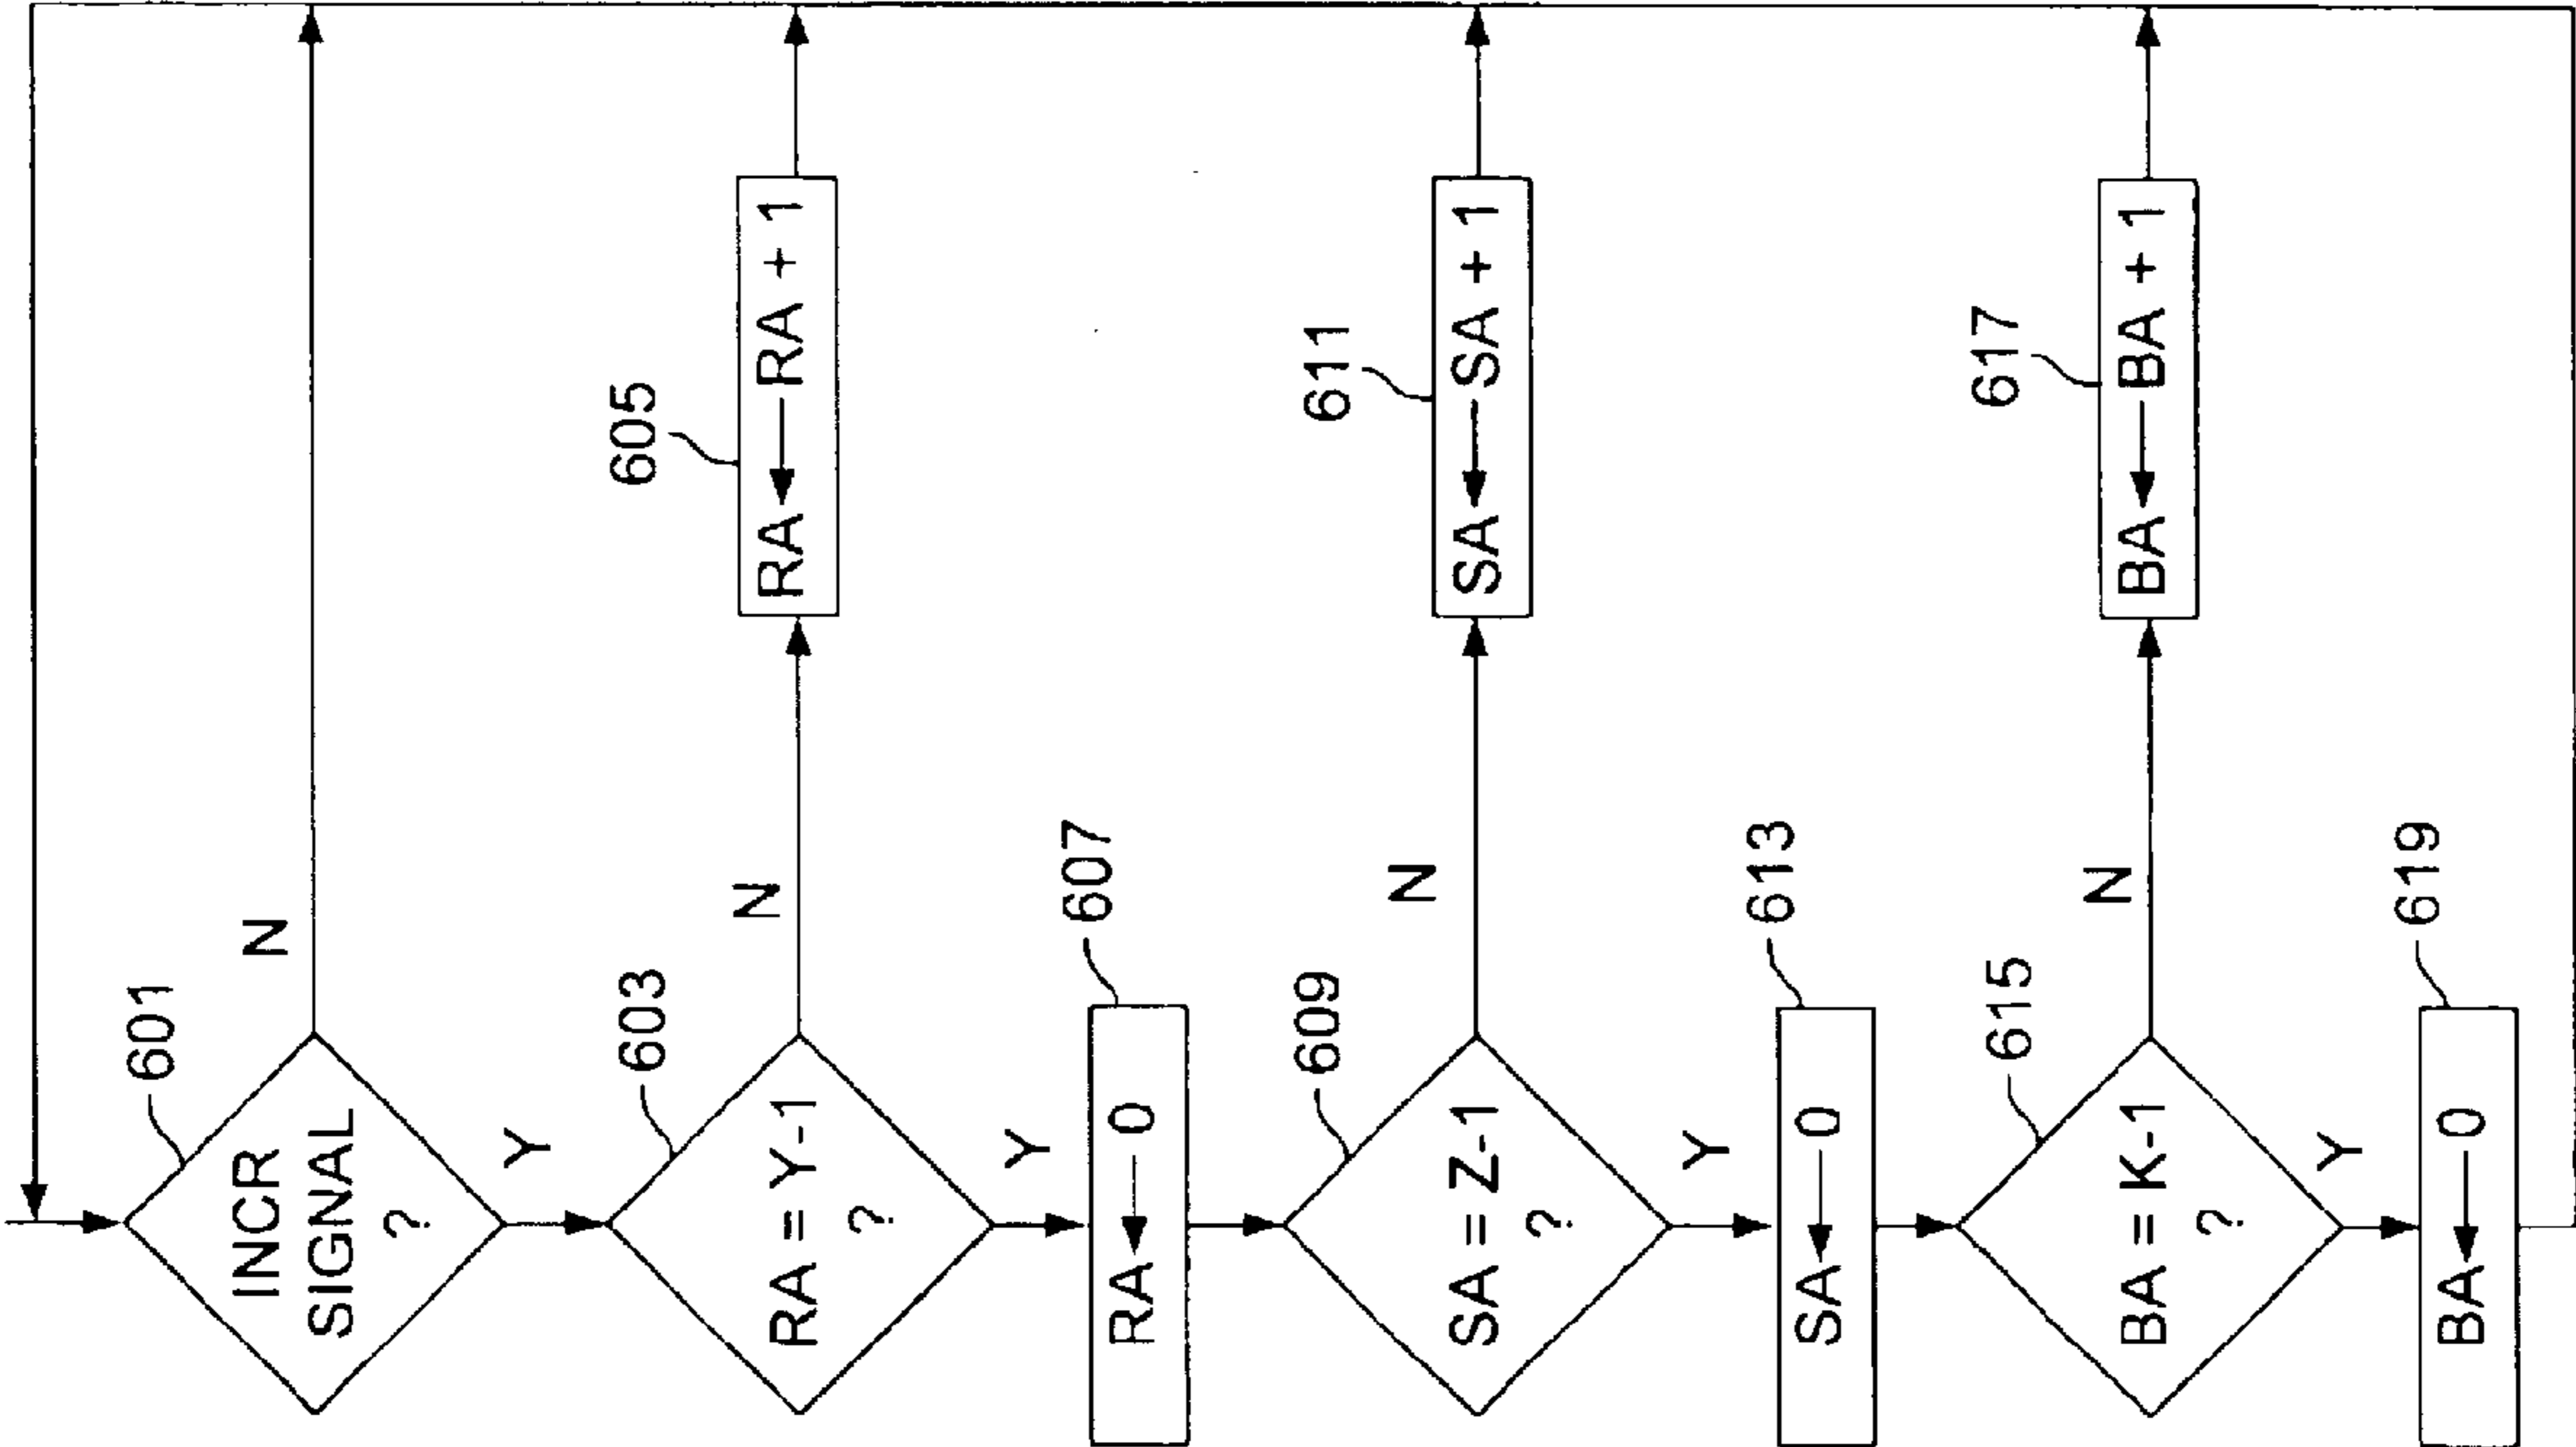 601
INCR
SIGNAL
?
N
Y
603
RA = Y-1
?
N
605
RA RA + 1
Y
607
RA 0
609
SA = Z-1
?
N
611
SA SA + 1
Y
613
SA 0
615
BA = K-1
?
N
617
BA BA + 1
Y
619
BA 0